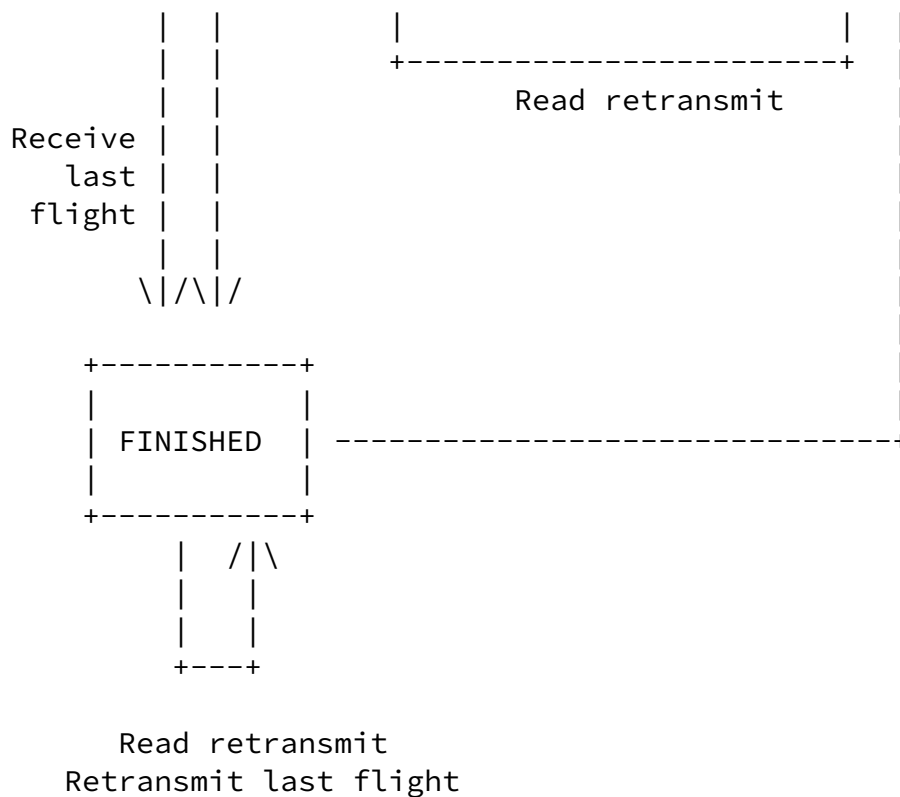 Read retransmit
Receive
last
flight
FINISHED
Read retransmit
Retransmit last flight